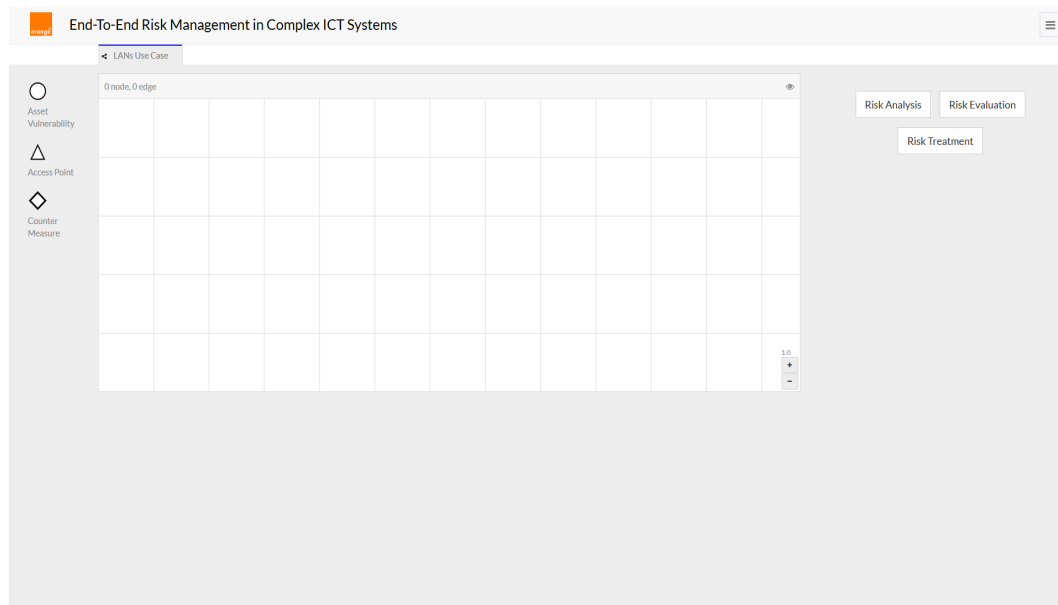 orange
End-To-End Risk Management in Complex ICT Systems
LANs Use Case
0 node, 0 edge
Asset
Vulnerability
Access Point
Counter
Measure
1.0
+
−
Risk Analysis
Risk Evaluation
Risk Treatment